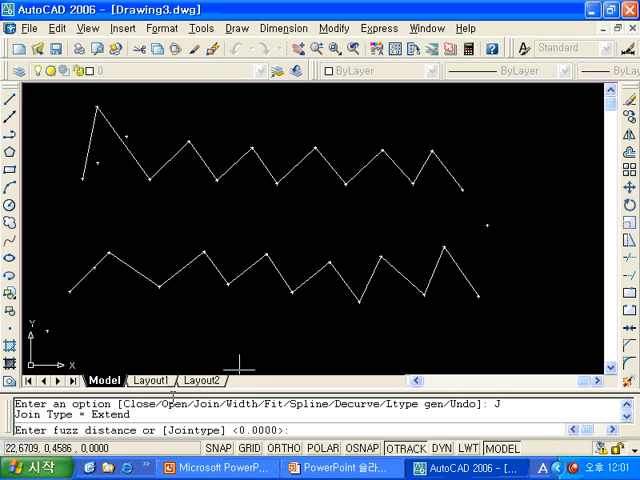 AutoCAD 2006 - [Drawing3.dwg]
File Edit View Insert Format Tools Draw Dimension Modify Express Window Help
Standard
0 ByLayer ByLayer ByLay
Y
X
Model Layout1 Layout2
Enter an option [Close/Open/Join/Width/Fit/Spline/Decurve/Ltype gen/Undo]: J
Join Type = Extend
Enter fuzz distance or [Jointype] <0.0000>:
22,6709, 0,4586 , 0,0000 SNAP GRID ORTHO POLAR OSNAP OTRACK DYN LWT MODEL
시작 Microsoft PowerP... PowerPoint 슬라... AutoCAD 2006 - [... A 오후 12:01